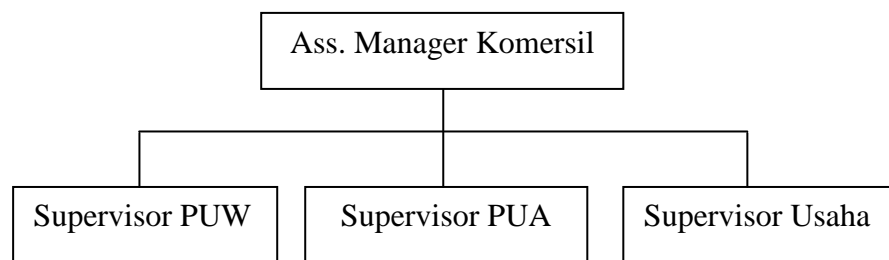 Ass. Manager Komersil
Supervisor PUW
Supervisor PUA
Supervisor Usaha